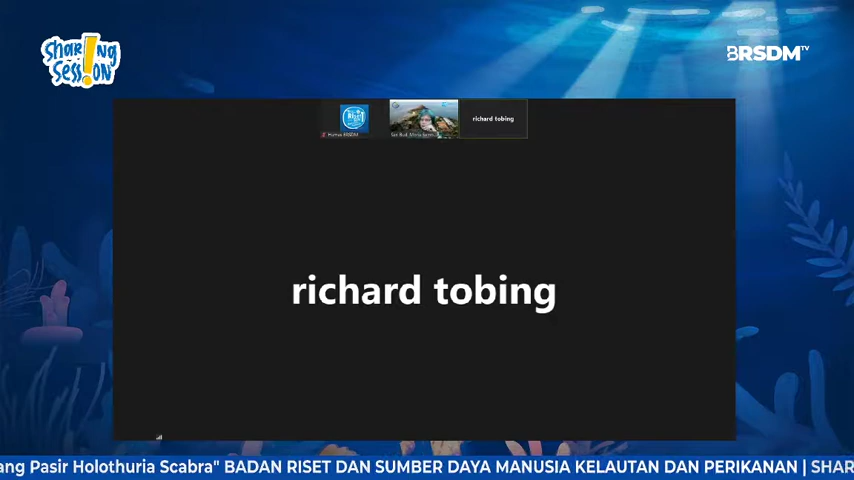 sharing
session
BRSDM TV
Humas BRSDM
richard tobing
richard tobing
ang Pasir Holothuria Scabra" BADAN RISET DAN SUMBER DAYA MANUSIA KELAUTAN DAN PERIKANAN | SHAR